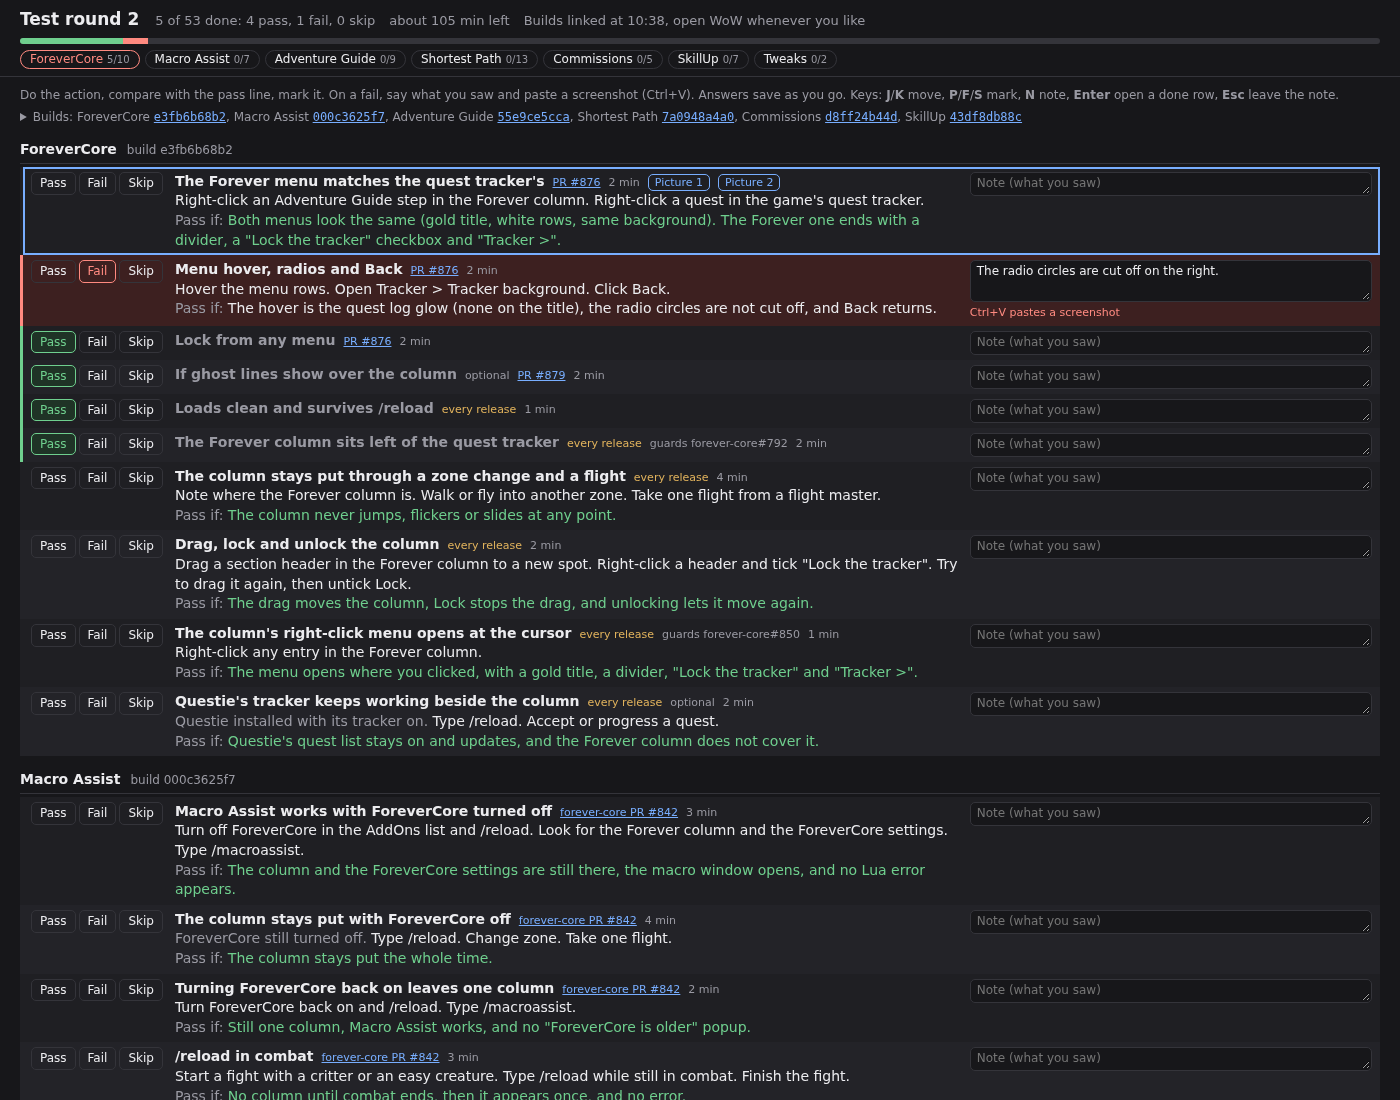 Test round 2 5 of 53 done: 4 pass, 1 fail, 0 skip about 105 min left Builds linked at 10:38, open WoW whenever you like
ForeverCore 5/10 Macro Assist 0/7 Adventure Guide 0/9 Shortest Path 0/13 Commissions 0/5 SkillUp 0/7 Tweaks 0/2
Do the action, compare with the pass line, mark it. On a fail, say what you saw and paste a screenshot (Ctrl+V). Answers save as you go. Keys: J/K move, P/F/S mark, N note, Enter open a done row, Esc leave the note.
▶ Builds: ForeverCore e3fb6b68b2, Macro Assist 000c3625f7, Adventure Guide 55e9ce5cca, Shortest Path 7a0948a4a0, Commissions d8ff24b44d, SkillUp 43df8db88c
ForeverCore build e3fb6b68b2
Pass Fail Skip The Forever menu matches the quest tracker's PR #876 2 min Picture 1 Picture 2 Note (what you saw)
Right-click an Adventure Guide step in the Forever column. Right-click a quest in the game's quest tracker.
Pass if: Both menus look the same (gold title, white rows, same background). The Forever one ends with a
divider, a "Lock the tracker" checkbox and "Tracker >".
Pass Fail Skip Menu hover, radios and Back PR #876 2 min The radio circles are cut off on the right.
Hover the menu rows. Open Tracker > Tracker background. Click Back.
Pass if: The hover is the quest log glow (none on the title), the radio circles are not cut off, and Back returns.
Ctrl+V pastes a screenshot
Pass Fail Skip Lock from any menu PR #876 2 min Note (what you saw)
Pass Fail Skip If ghost lines show over the column optional PR #879 2 min Note (what you saw)
Pass Fail Skip Loads clean and survives /reload every release 1 min Note (what you saw)
Pass Fail Skip The Forever column sits left of the quest tracker every release guards forever-core#792 2 min Note (what you saw)
Pass Fail Skip The column stays put through a zone change and a flight every release 4 min Note (what you saw)
Note where the Forever column is. Walk or fly into another zone. Take one flight from a flight master.
Pass if: The column never jumps, flickers or slides at any point.
Pass Fail Skip Drag, lock and unlock the column every release 2 min Note (what you saw)
Drag a section header in the Forever column to a new spot. Right-click a header and tick "Lock the tracker". Try
to drag it again, then untick Lock.
Pass if: The drag moves the column, Lock stops the drag, and unlocking lets it move again.
Pass Fail Skip The column's right-click menu opens at the cursor every release guards forever-core#850 1 min Note (what you saw)
Right-click any entry in the Forever column.
Pass if: The menu opens where you clicked, with a gold title, a divider, "Lock the tracker" and "Tracker >".
Pass Fail Skip Questie's tracker keeps working beside the column every release optional 2 min Note (what you saw)
Questie installed with its tracker on. Type /reload. Accept or progress a quest.
Pass if: Questie's quest list stays on and updates, and the Forever column does not cover it.
Macro Assist build 000c3625f7
Pass Fail Skip Macro Assist works with ForeverCore turned off forever-core PR #842 3 min Note (what you saw)
Turn off ForeverCore in the AddOns list and /reload. Look for the Forever column and the ForeverCore settings.
Type /macroassist.
Pass if: The column and the ForeverCore settings are still there, the macro window opens, and no Lua error
appears.
Pass Fail Skip The column stays put with ForeverCore off forever-core PR #842 4 min Note (what you saw)
ForeverCore still turned off. Type /reload. Change zone. Take one flight.
Pass if: The column stays put the whole time.
Pass Fail Skip Turning ForeverCore back on leaves one column forever-core PR #842 2 min Note (what you saw)
Turn ForeverCore back on and /reload. Type /macroassist.
Pass if: Still one column, Macro Assist works, and no "ForeverCore is older" popup.
Pass Fail Skip /reload in combat forever-core PR #842 3 min Note (what you saw)
Start a fight with a critter or an easy creature. Type /reload while still in combat. Finish the fight.
Pass if: No column until combat ends, then it appears once, and no error.